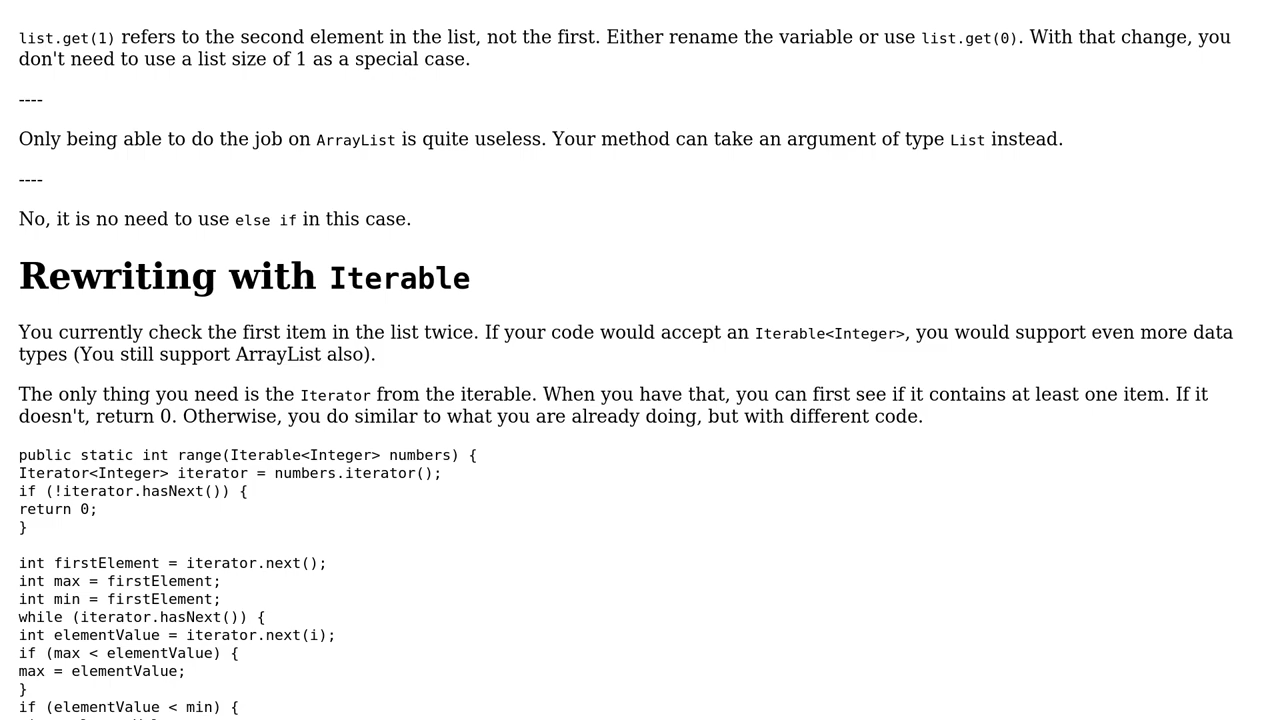 list.get(1) refers to the second element in the list, not the first. Either rename the variable or use list.get(0). With that change, you
don't need to use a list size of 1 as a special case.
----
Only being able to do the job on ArrayList is quite useless. Your method can take an argument of type List instead.
----
No, it is no need to use else if in this case.
Rewriting with Iterable
You currently check the first item in the list twice. If your code would accept an Iterable<Integer>, you would support even more data
types (You still support ArrayList also).
The only thing you need is the Iterator from the iterable. When you have that, you can first see if it contains at least one item. If it
doesn't, return 0. Otherwise, you do similar to what you are already doing, but with different code.
public static int range(Iterable<Integer> numbers) {
Iterator<Integer> iterator = numbers.iterator();
if (!iterator.hasNext()) {
return 0;
}
int firstElement = iterator.next();
int max = firstElement;
int min = firstElement;
while (iterator.hasNext()) {
int elementValue = iterator.next(i);
if (max < elementValue) {
max = elementValue;
}
if (elementValue < min) {